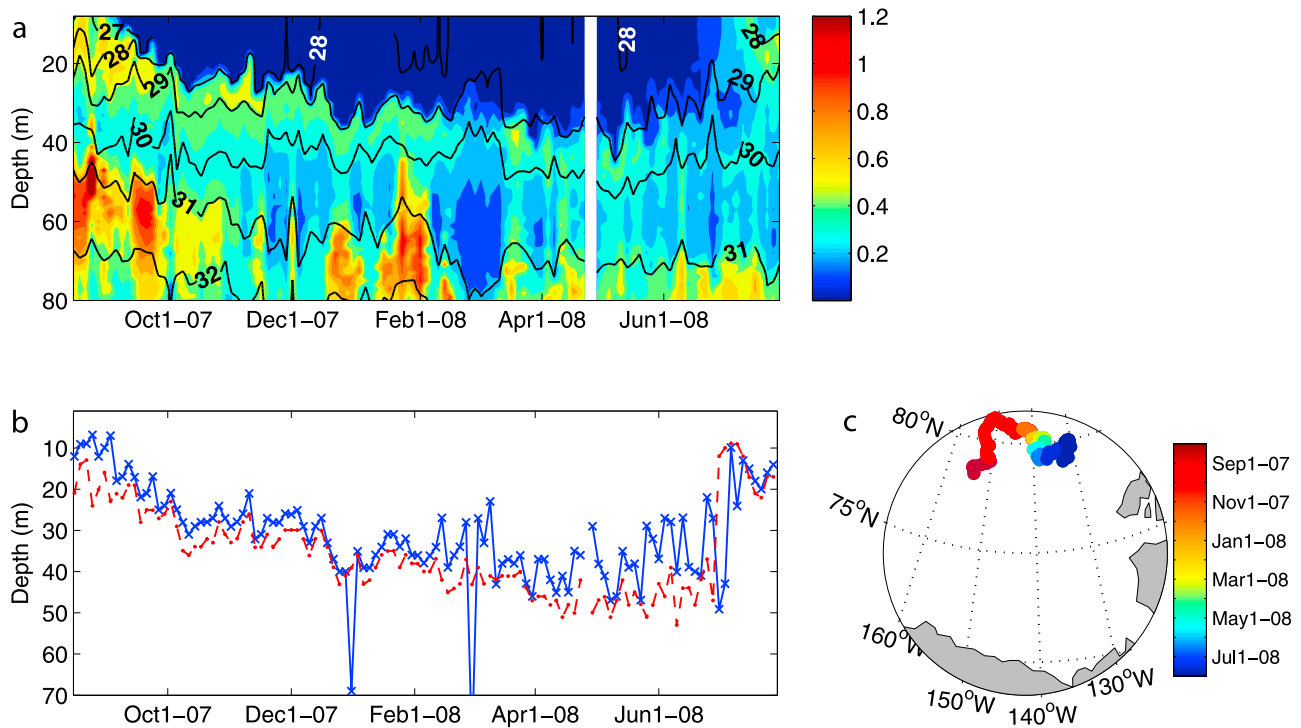 a
Depth (m)
20
40
60
80
27
28
29
30
31
32
28
28
28
29
30
31
Oct1−07
Dec1−07
Feb1−08
Apr1−08
Jun1−08
1.2
1
0.8
0.6
0.4
0.2
b
Depth (m)
10
20
30
40
50
60
70
Oct1−07
Dec1−07
Feb1−08
Apr1−08
Jun1−08
c
80°N
75°N
160°W
150°W
140°W
130°W
Sep1−07
Nov1−07
Jan1−08
Mar1−08
May1−08
Jul1−08